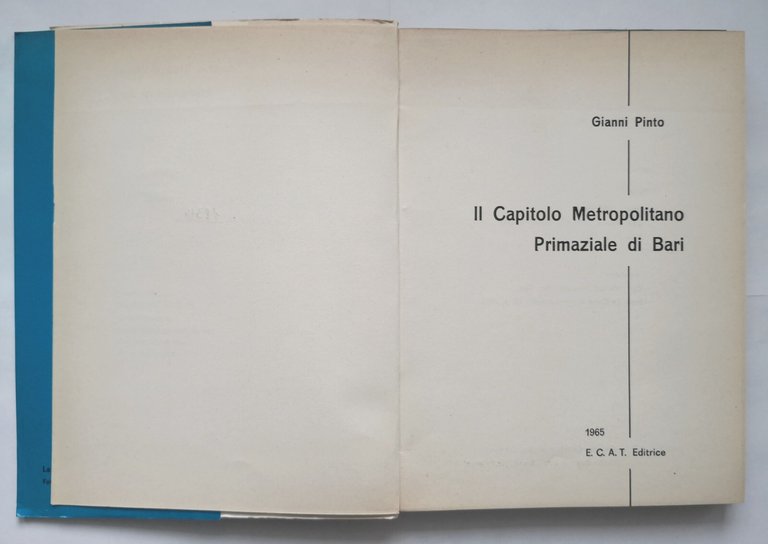 Gianni Pinto
Il Capitolo Metropolitano
Primaziale di Bari
1965
E. C. A. T. Editrice